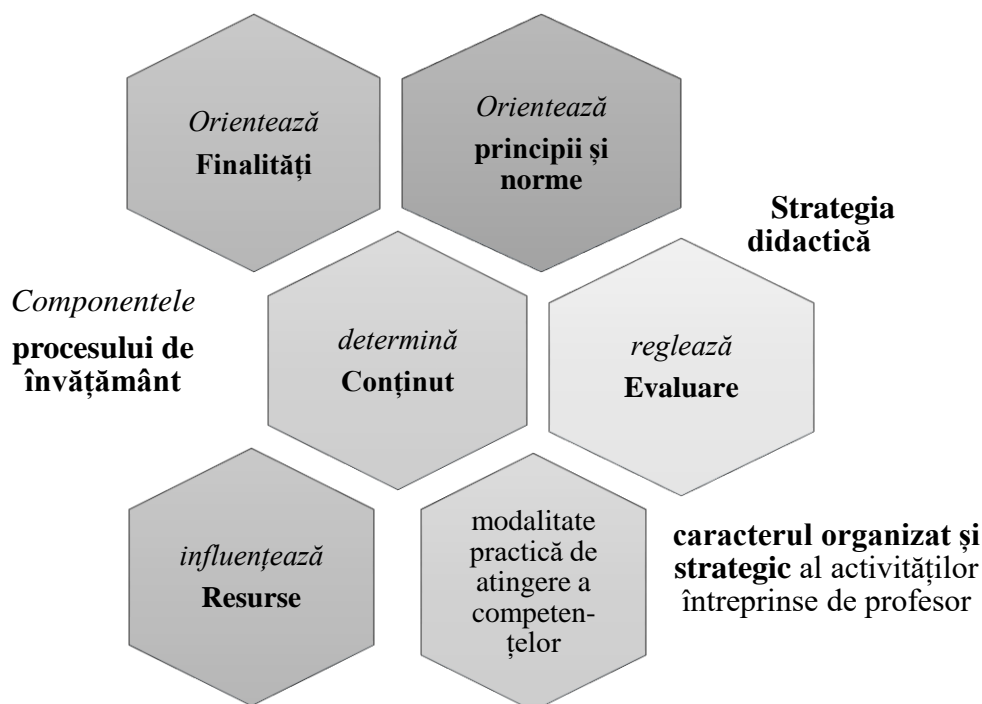 Orientează
Finalități
Orientează
principii și
norme
Strategia
didactică
Componentele
procesului de
învățământ
determină
Conținut
reglează
Evaluare
influențează
Resurse
modalitate
practică de
atingere a
competen-
țelor
caracterul organizat și
strategic al activităților
întreprinse de profesor